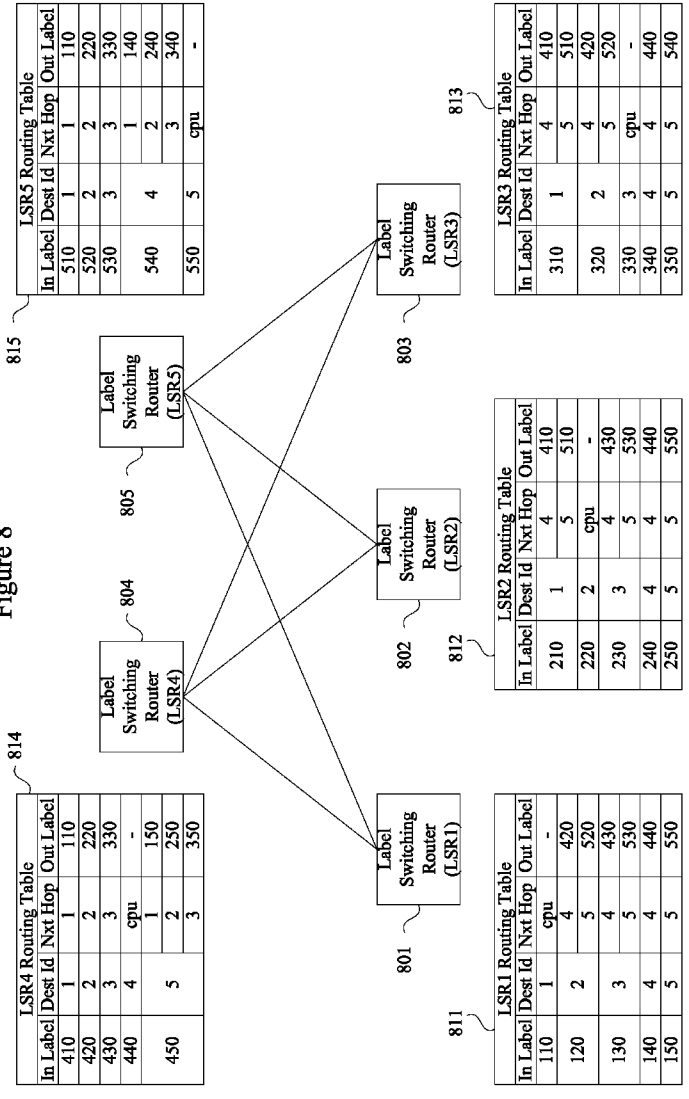 Figure 8
814
LSR4 Routing Table
In Label Dest Id Nxt Hop Out Label
410 1 1 110
420 2 2 220
430 3 3 330
440 4 cpu -
450 5 1 150
2 250
3 350
804
Label
Switching
Router
(LSR4)
805
Label
Switching
Router
(LSR5)
815
LSR5 Routing Table
In Label Dest Id Nxt Hop Out Label
510 1 1 110
520 2 2 220
530 3 3 330
540 4 1 140
2 240
3 340
550 5 cpu -
801
Label
Switching
Router
(LSR1)
802
Label
Switching
Router
(LSR2)
803
Label
Switching
Router
(LSR3)
811
LSR1 Routing Table
In Label Dest Id Nxt Hop Out Label
110 1 cpu -
120 2 4 420
5 520
130 3 4 430
5 530
140 4 4 440
150 5 5 550
812
LSR2 Routing Table
In Label Dest Id Nxt Hop Out Label
210 1 4 410
5 510
220 2 cpu -
230 3 4 430
5 530
240 4 4 440
250 5 5 550
813
LSR3 Routing Table
In Label Dest Id Nxt Hop Out Label
310 1 4 410
5 510
320 2 4 420
5 520
330 3 cpu -
340 4 4 440
350 5 5 540